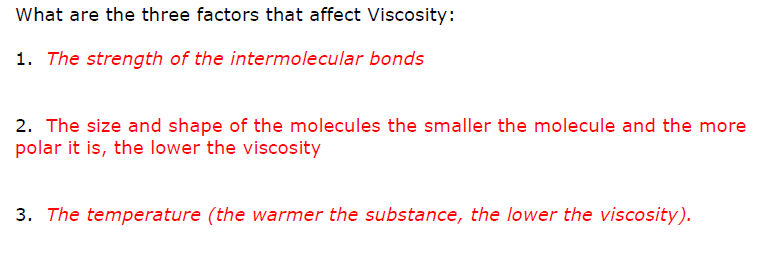 What are the three factors that affect Viscosity:
1. The strength of the intermolecular bonds
2. The size and shape of the molecules the smaller the molecule and the more
polar it is, the lower the viscosity
3. The temperature (the warmer the substance, the lower the viscosity).